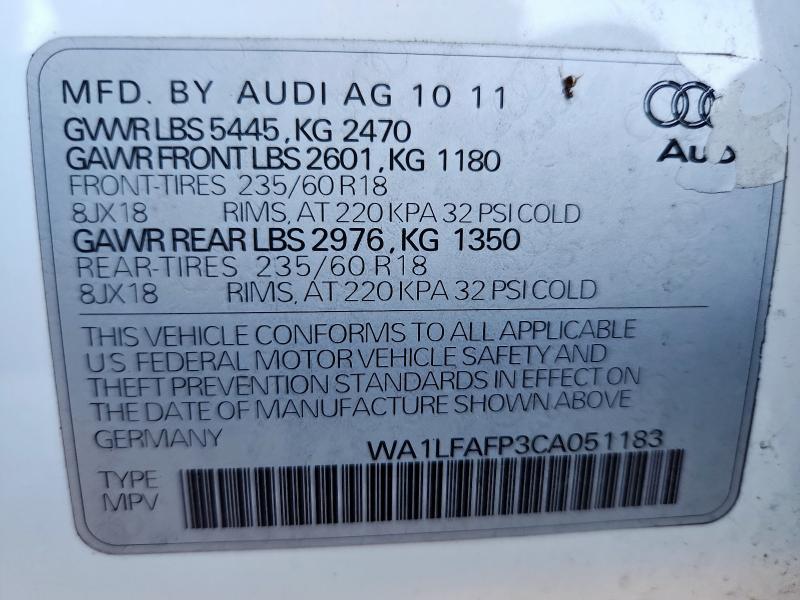 MFD. BY AUDI AG 10 11
GVWR LBS 5445, KG 2470
GAWR FRONT LBS 2601, KG 1180
FRONT-TIRES 235/60 R18
8JX18 RIMS, AT 220 KPA 32 PSI COLD
GAWR REAR LBS 2976, KG 1350
REAR-TIRES 235/60 R18
8JX18 RIMS, AT 220 KPA 32 PSI COLD
Audi
THIS VEHICLE CONFORMS TO ALL APPLICABLE
U.S. FEDERAL MOTOR VEHICLE SAFETY AND
THEFT PREVENTION STANDARDS IN EFFECT ON
THE DATE OF MANUFACTURE SHOWN ABOVE.
GERMANY WA1LFAFP3CA051183
TYPE
MPV